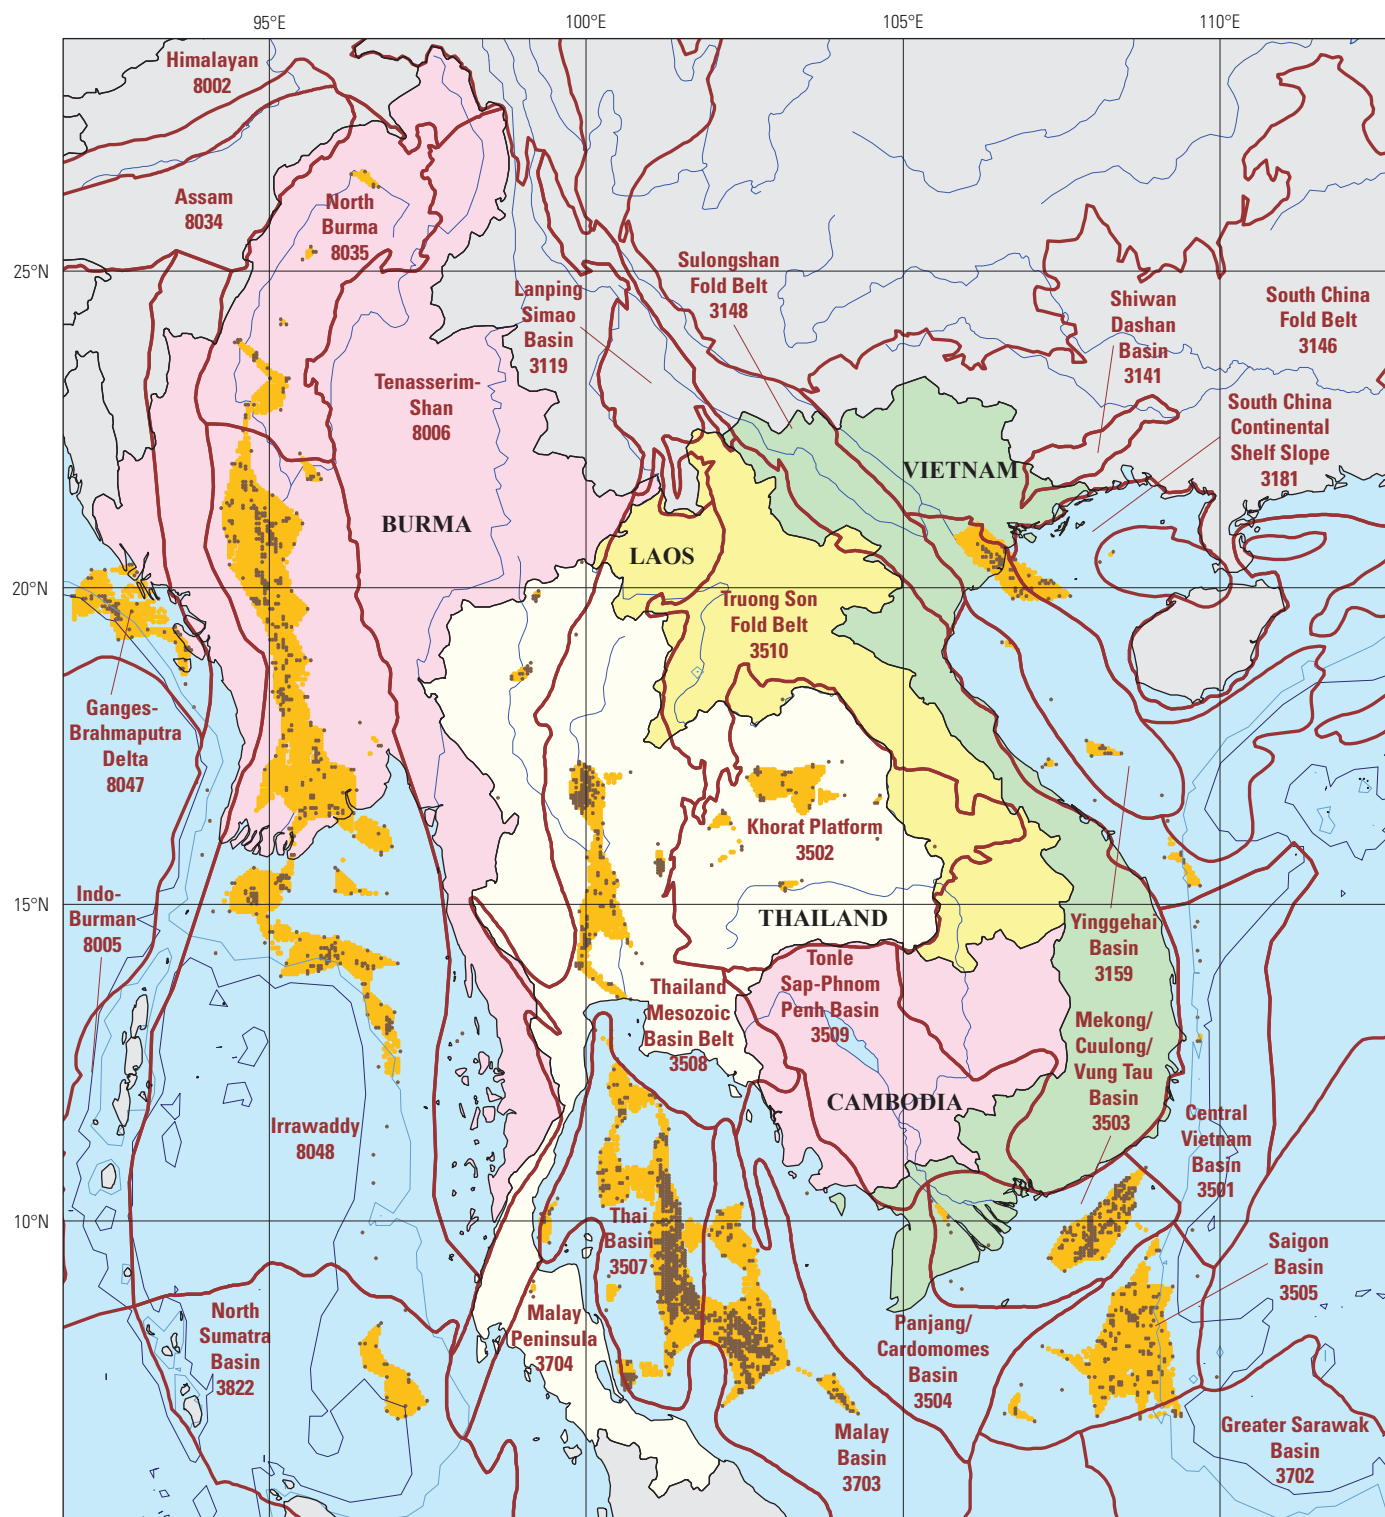 95°E
100°E
105°E
110°E
Himalayan
8002
Assam
8034
North
Burma
8035
25°N
Sulongshan
Fold Belt
3148
Lanping
Simao
Basin
3119
Shiwan
Dashan
Basin
3141
South China
Fold Belt
3146
Tenasserim-
Shan
8006
South China
Continental
Shelf Slope
3181
VIETNAM
BURMA
LAOS
20°N
Truong Son
Fold Belt
3510
Ganges-
Brahmaputra
Delta
8047
Khorat Platform
3502
Indo-
Burman
8005
15°N
THAILAND
Yinggehai
Basin
3159
Tonle
Sap-Phnom
Penh Basin
3509
Thailand
Mesozoic
Basin Belt
3508
Mekong/
Cuulong/
Vung Tau
Basin
3503
CAMBODIA
Irrawaddy
8048
Central
Vietnam
Basin
3501
10°N
Thai
Basin
3507
Saigon
Basin
3505
North
Sumatra
Basin
3822
Malay
Peninsula
3704
Panjang/
Cardomomes
Basin
3504
Malay
Basin
3703
Greater Sarawak
Basin
3702